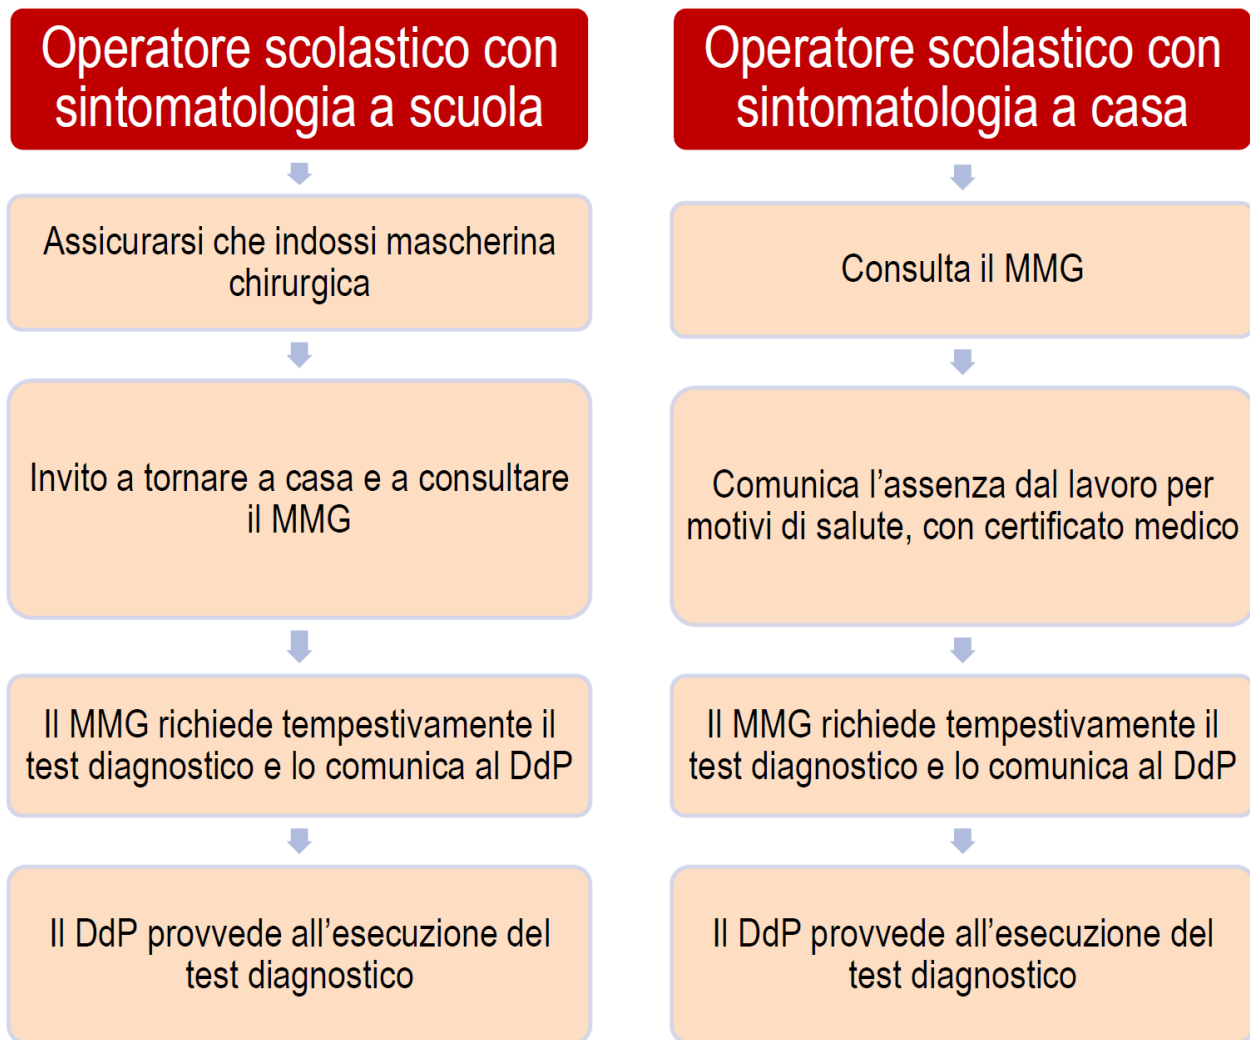 Operatore scolastico con
sintomatologia a scuola
Assicurarsi che indossi mascherina
chirurgica
Invito a tornare a casa e a consultare
il MMG
Il MMG richiede tempestivamente il
test diagnostico e lo comunica al DdP
Il DdP provvede all’esecuzione del
test diagnostico
Operatore scolastico con
sintomatologia a casa
Consulta il MMG
Comunica l’assenza dal lavoro per
motivi di salute, con certificato medico
Il MMG richiede tempestivamente il
test diagnostico e lo comunica al DdP
Il DdP provvede all’esecuzione del
test diagnostico